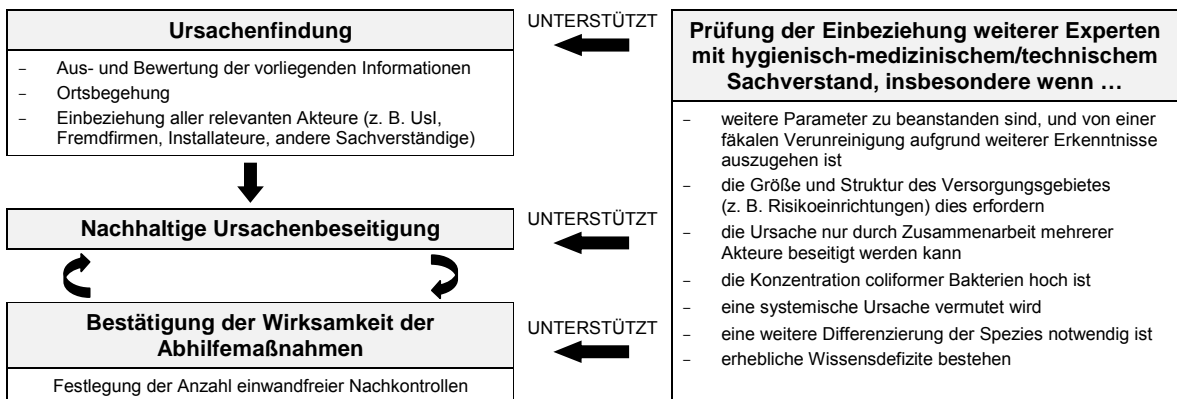 Ursachenfindung
– Aus- und Bewertung der vorliegenden Informationen
– Ortsbegehung
– Einbeziehung aller relevanten Akteure (z. B. UsI,
Fremdfirmen, Installateure, andere Sachverständige)
UNTERSTÜTZT
Nachhaltige Ursachenbeseitigung
UNTERSTÜTZT
Bestätigung der Wirksamkeit der
Abhilfemaßnahmen
Festlegung der Anzahl einwandfreier Nachkontrollen
UNTERSTÜTZT
Prüfung der Einbeziehung weiterer Experten
mit hygienisch-medizinischem/technischem
Sachverstand, insbesondere wenn …
– weitere Parameter zu beanstanden sind, und von einer
fäkalen Verunreinigung aufgrund weiterer Erkenntnisse
auszugehen ist
– die Größe und Struktur des Versorgungsgebietes
(z. B. Risikoeinrichtungen) dies erfordern
– die Ursache nur durch Zusammenarbeit mehrerer
Akteure beseitigt werden kann
– die Konzentration coliformer Bakterien hoch ist
– eine systemische Ursache vermutet wird
– eine weitere Differenzierung der Spezies notwendig ist
– erhebliche Wissensdefizite bestehen